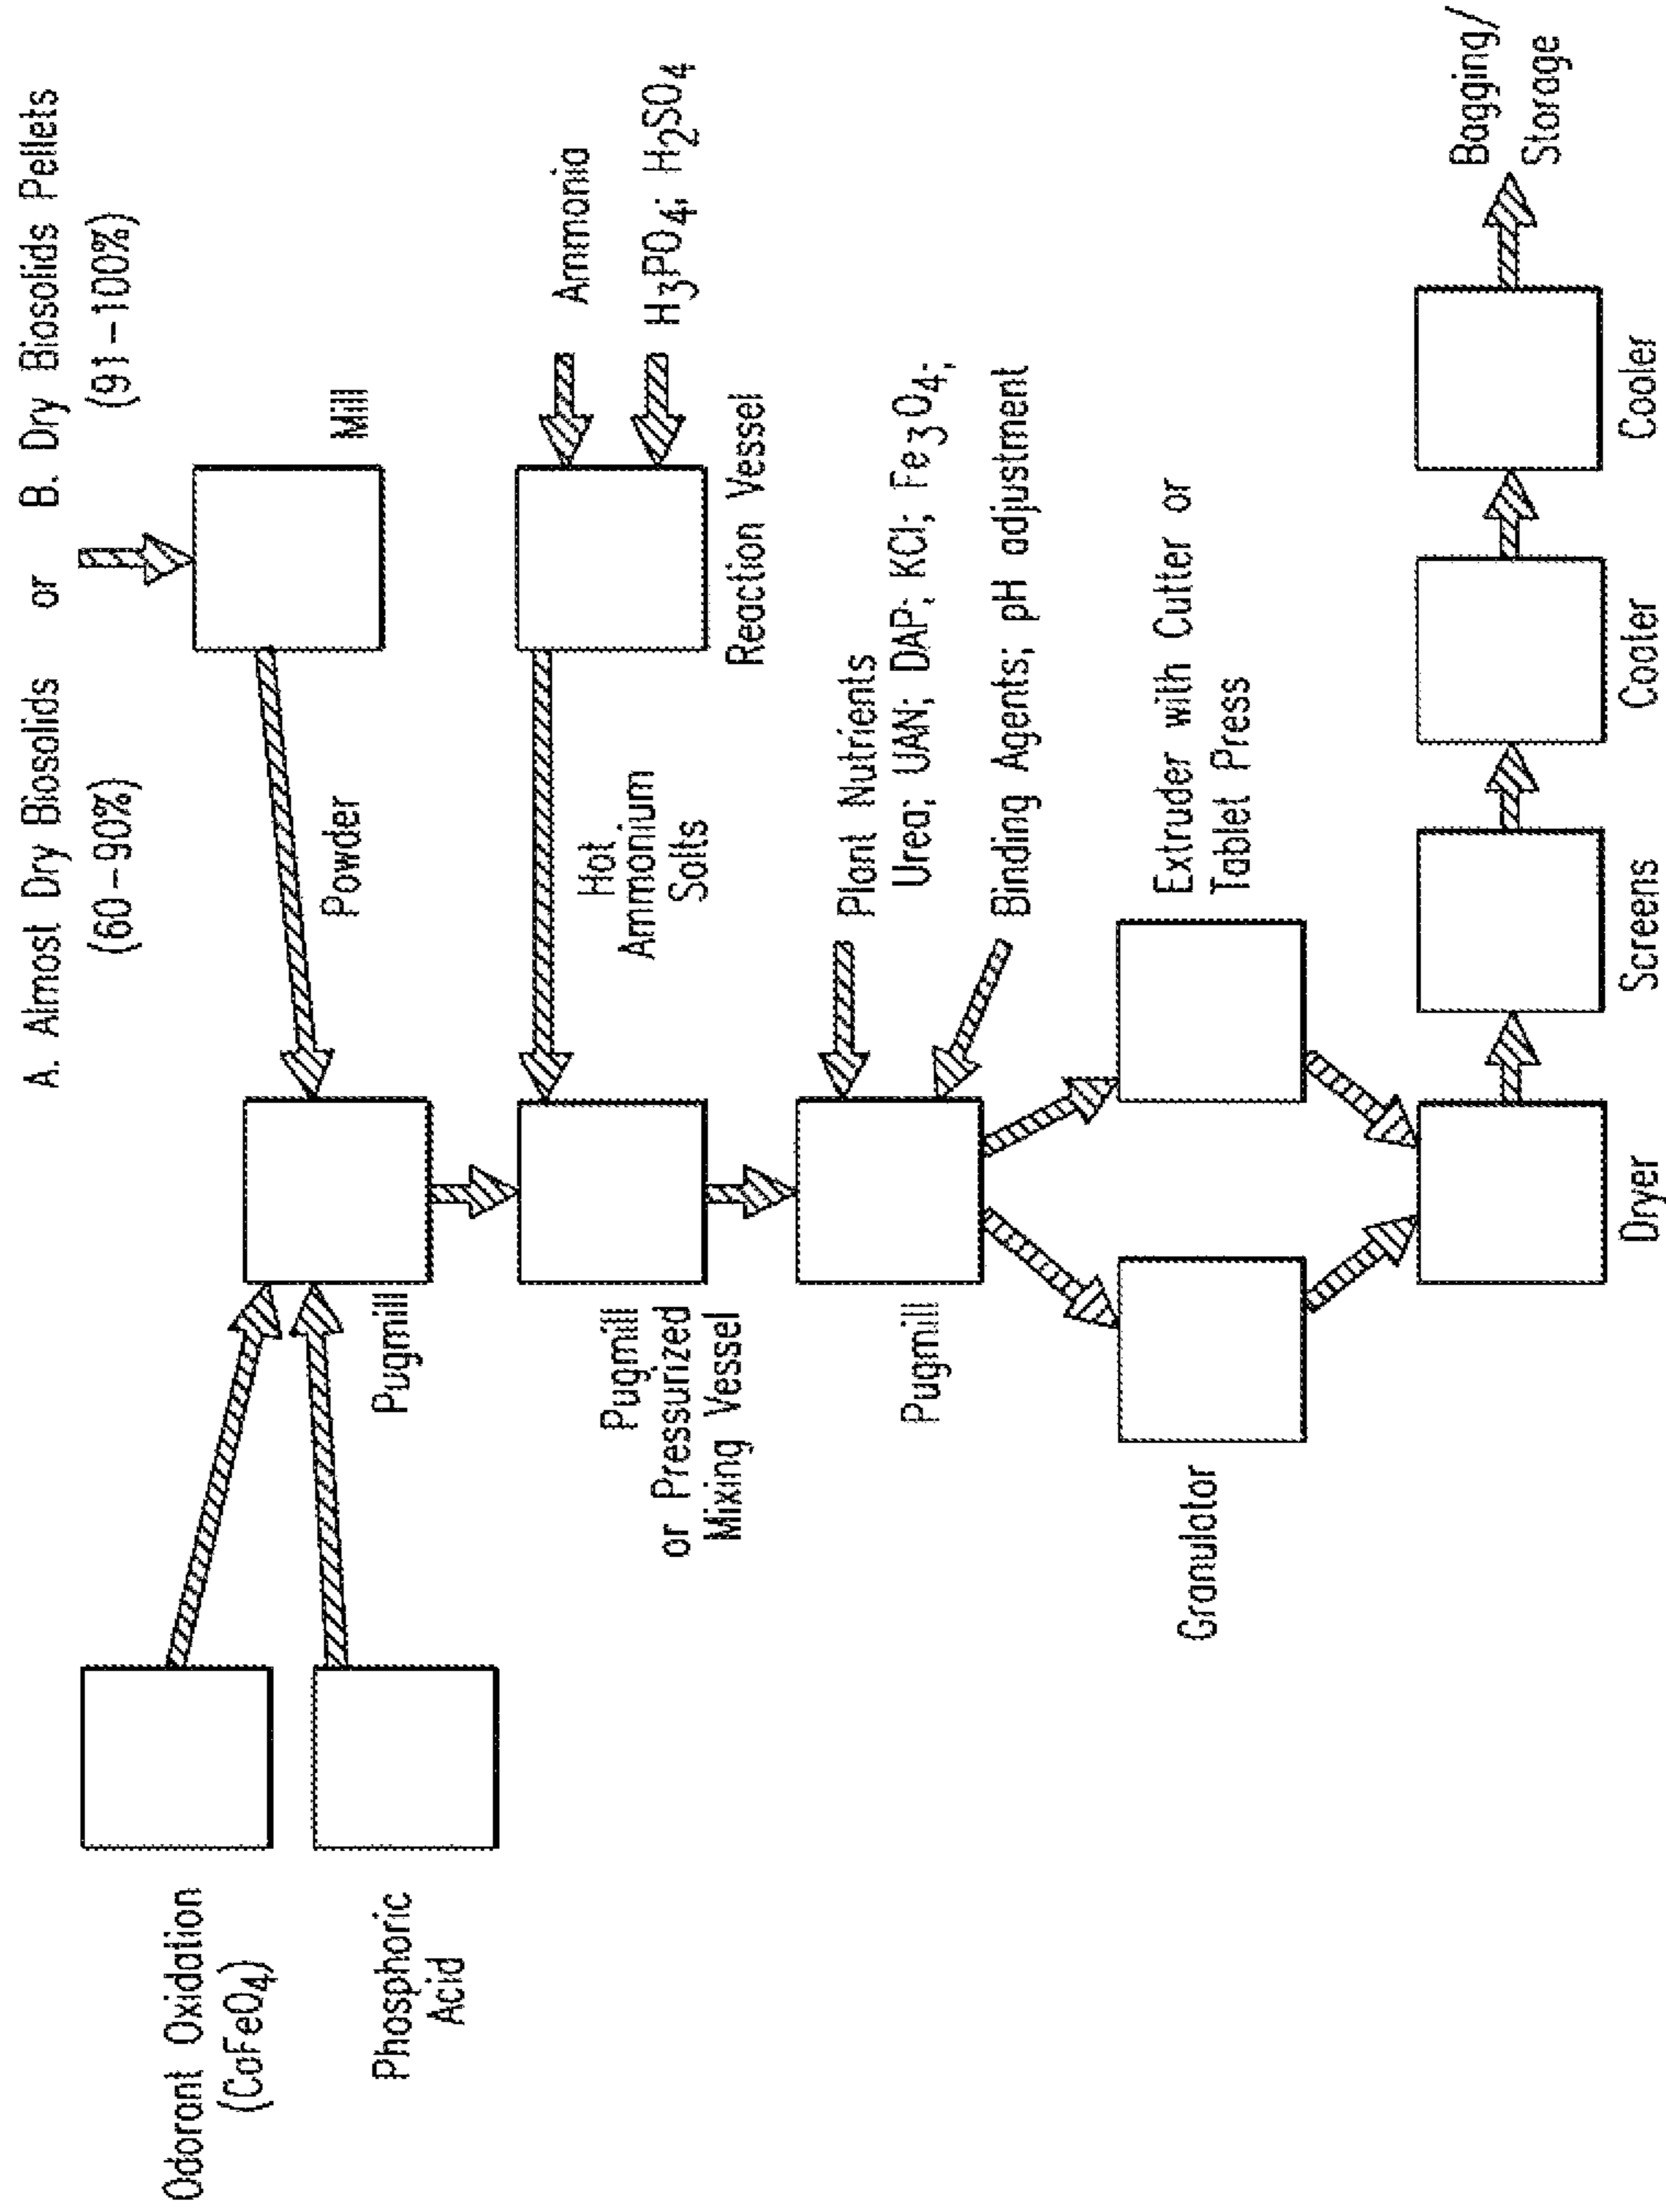 A. Almost Dry Biosolids or B. Dry Biosolids Pellets
(60-90%) (91-100%)
Odorant Oxidation
(CaFeO4)
Mill
Powder
Phosphoric
Acid
Pugmill
Ammonia
H3PO4; H2SO4
Hot
Ammonium
Salts
Reaction Vessel
Pugmill
or Pressurized
Mixing Vessel
Plant Nutrients
Urea; UAN; DAP; KCl; Fe3O4;
Binding Agents; pH adjustment
Pugmill
Extruder with Cutter or
Tablet Press
Granulator
Bagging/
Storage
Dryer
Screens
Coater
Cooler